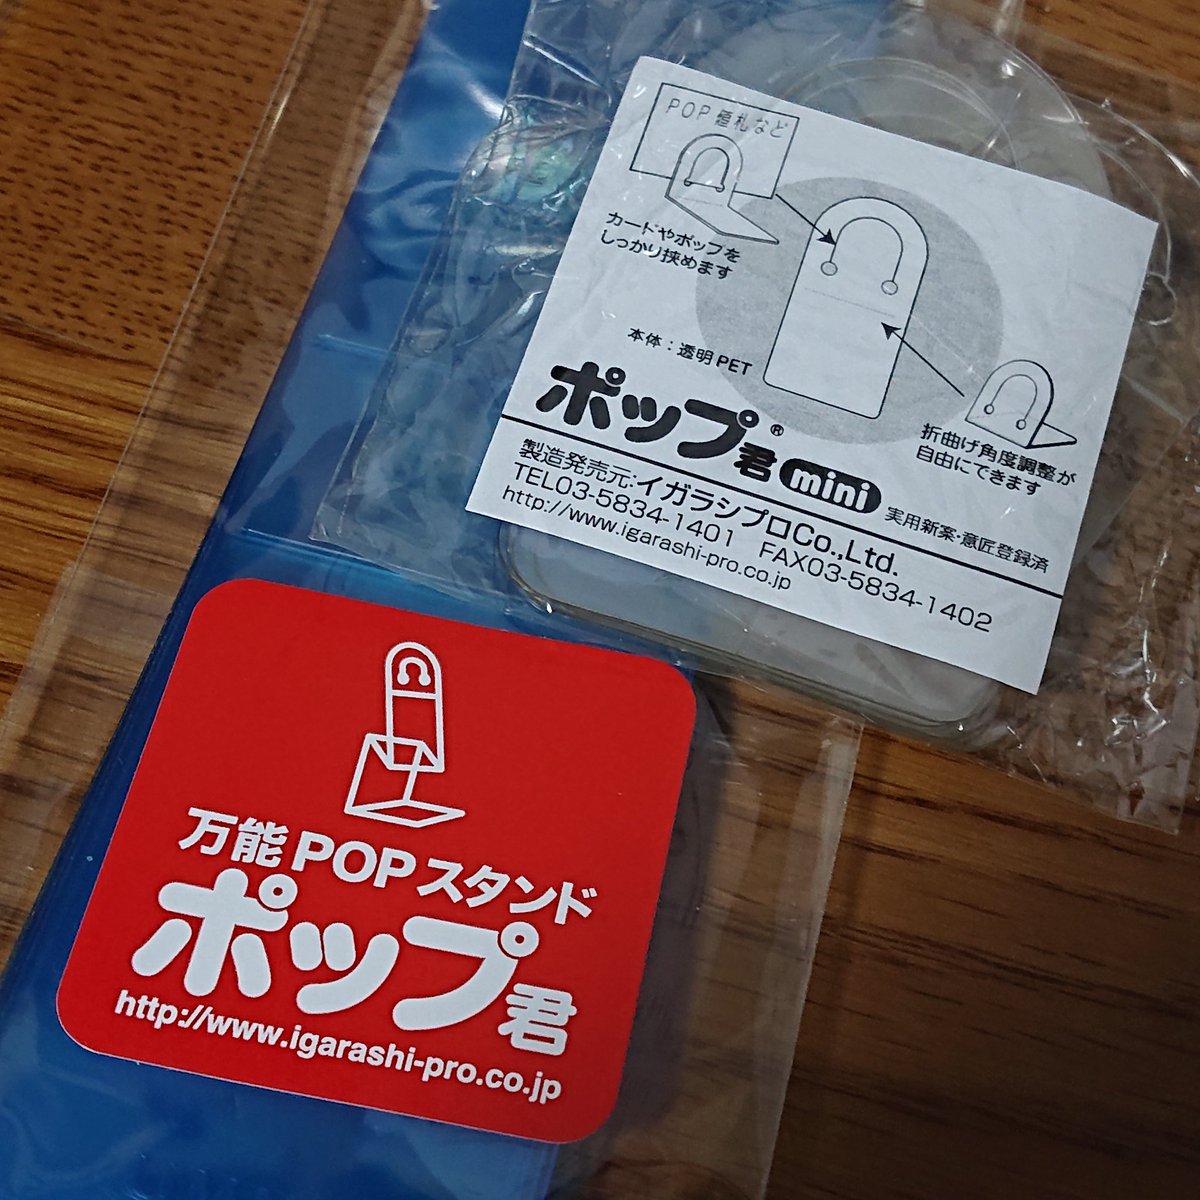 POP 値札など
カードやポップを
しっかり挟めます
本体：透明PET
折曲げ角度調整が
自由にできます
ポップ君® mini
実用新案・意匠登録済
製造発売元:イガラシプロCo.,Ltd.
TEL03-5834-1401 FAX03-5834-1402
http://www.igarashi-pro.co.jp
万能POPスタンド
ポップ君
http://www.igarashi-pro.co.jp